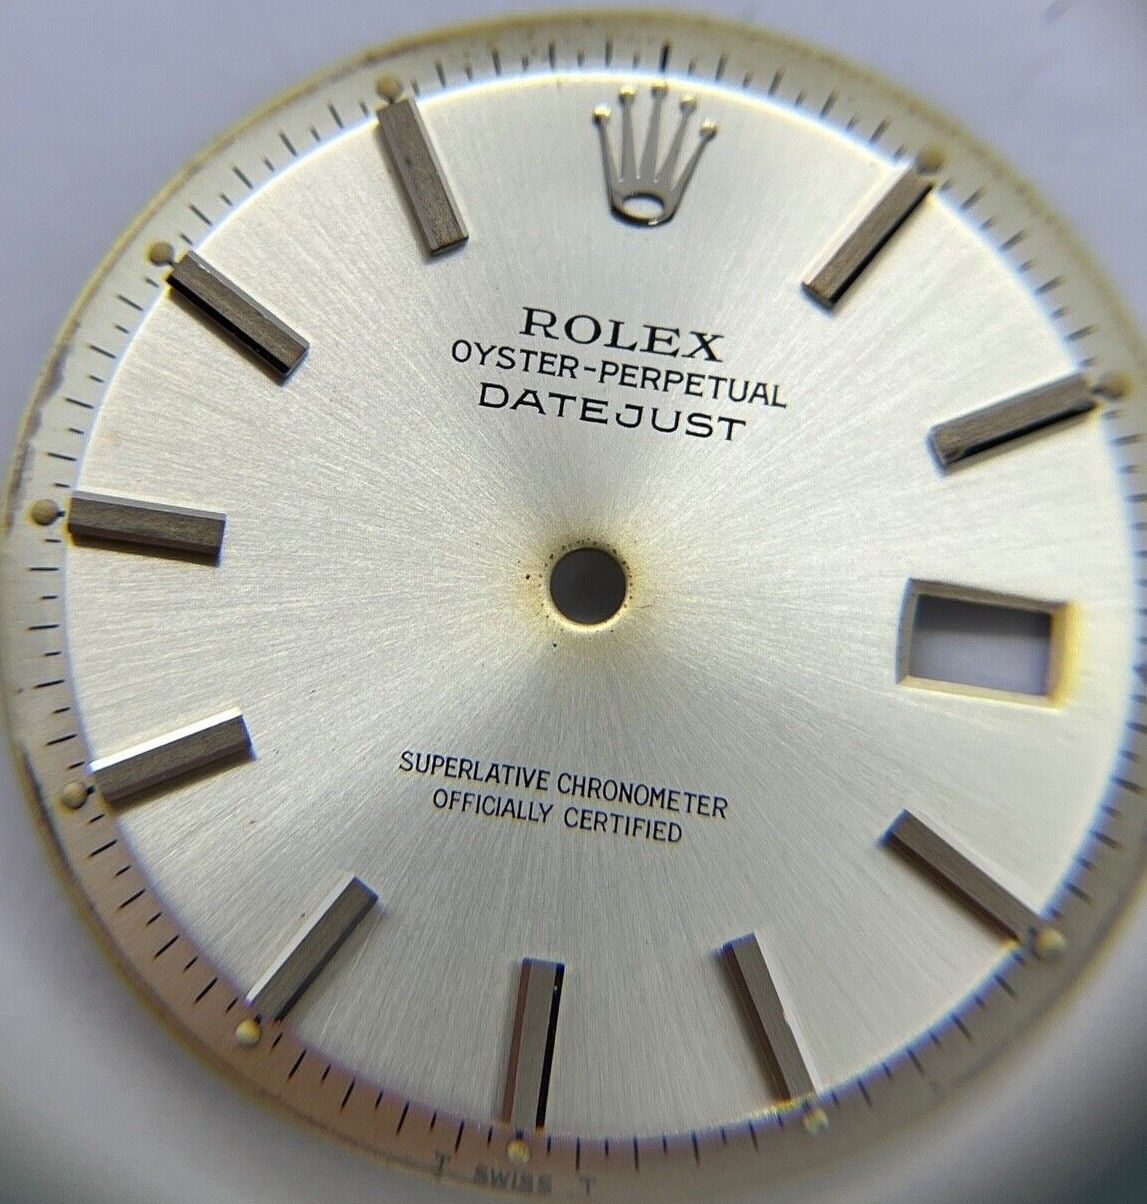 ROLEX
OYSTER-PERPETUAL
DATEJUST
SUPERLATIVE CHRONOMETER
OFFICIALLY CERTIFIED
T SWISS T